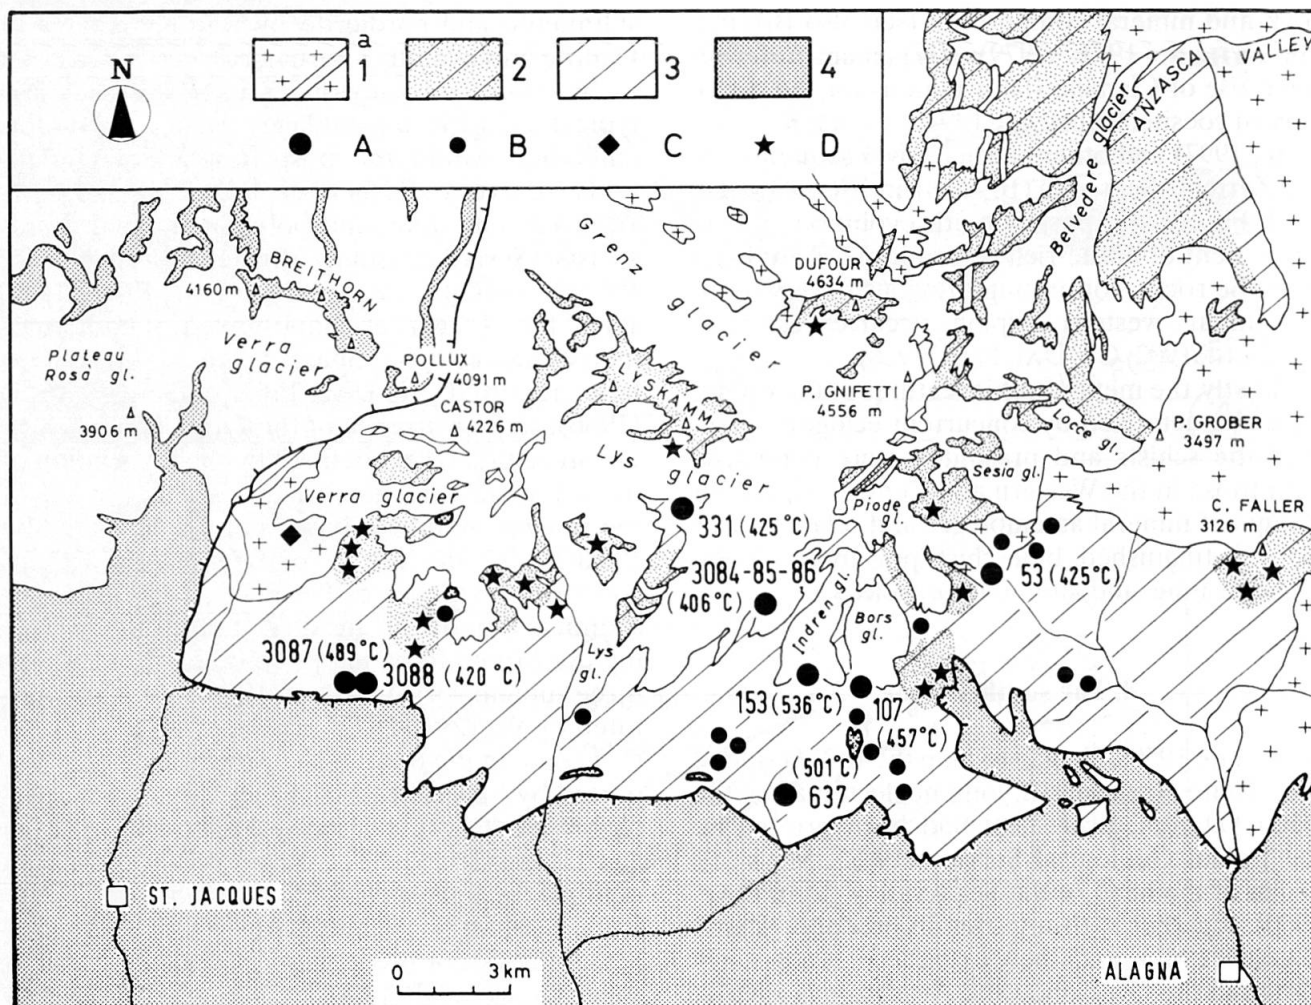 and numer
a
1
2
3
4
N
A
B
C
D
VALLEY
ANZASCA
Belvedere glacier
Grenz
glacier
DUFOUR
4634 m
BREITHORN
4160 m
Plateau
Rosà gl.
Verra
glacier
POLLUX
4091 m
CASTOR
4226 m
3906 m
LYSKAMM
P. GNIFETTI
4556 m
Locce gl.
P. GROBER
3497 m
Lys
glacier
Sesia gl.
Verra glacier
Piode
gl.
C. FALLER
3126 m
331 (425°C)
3084-85-86
(406°C)
53 (425°C)
Indren gl.
Bors
gl.
3087 (489°C)
3088 (420°C)
Lys
gl.
153 (536°C)
107
(457°C)
(501°C)
637
ST. JACQUES
0 3 km
ALAGNA